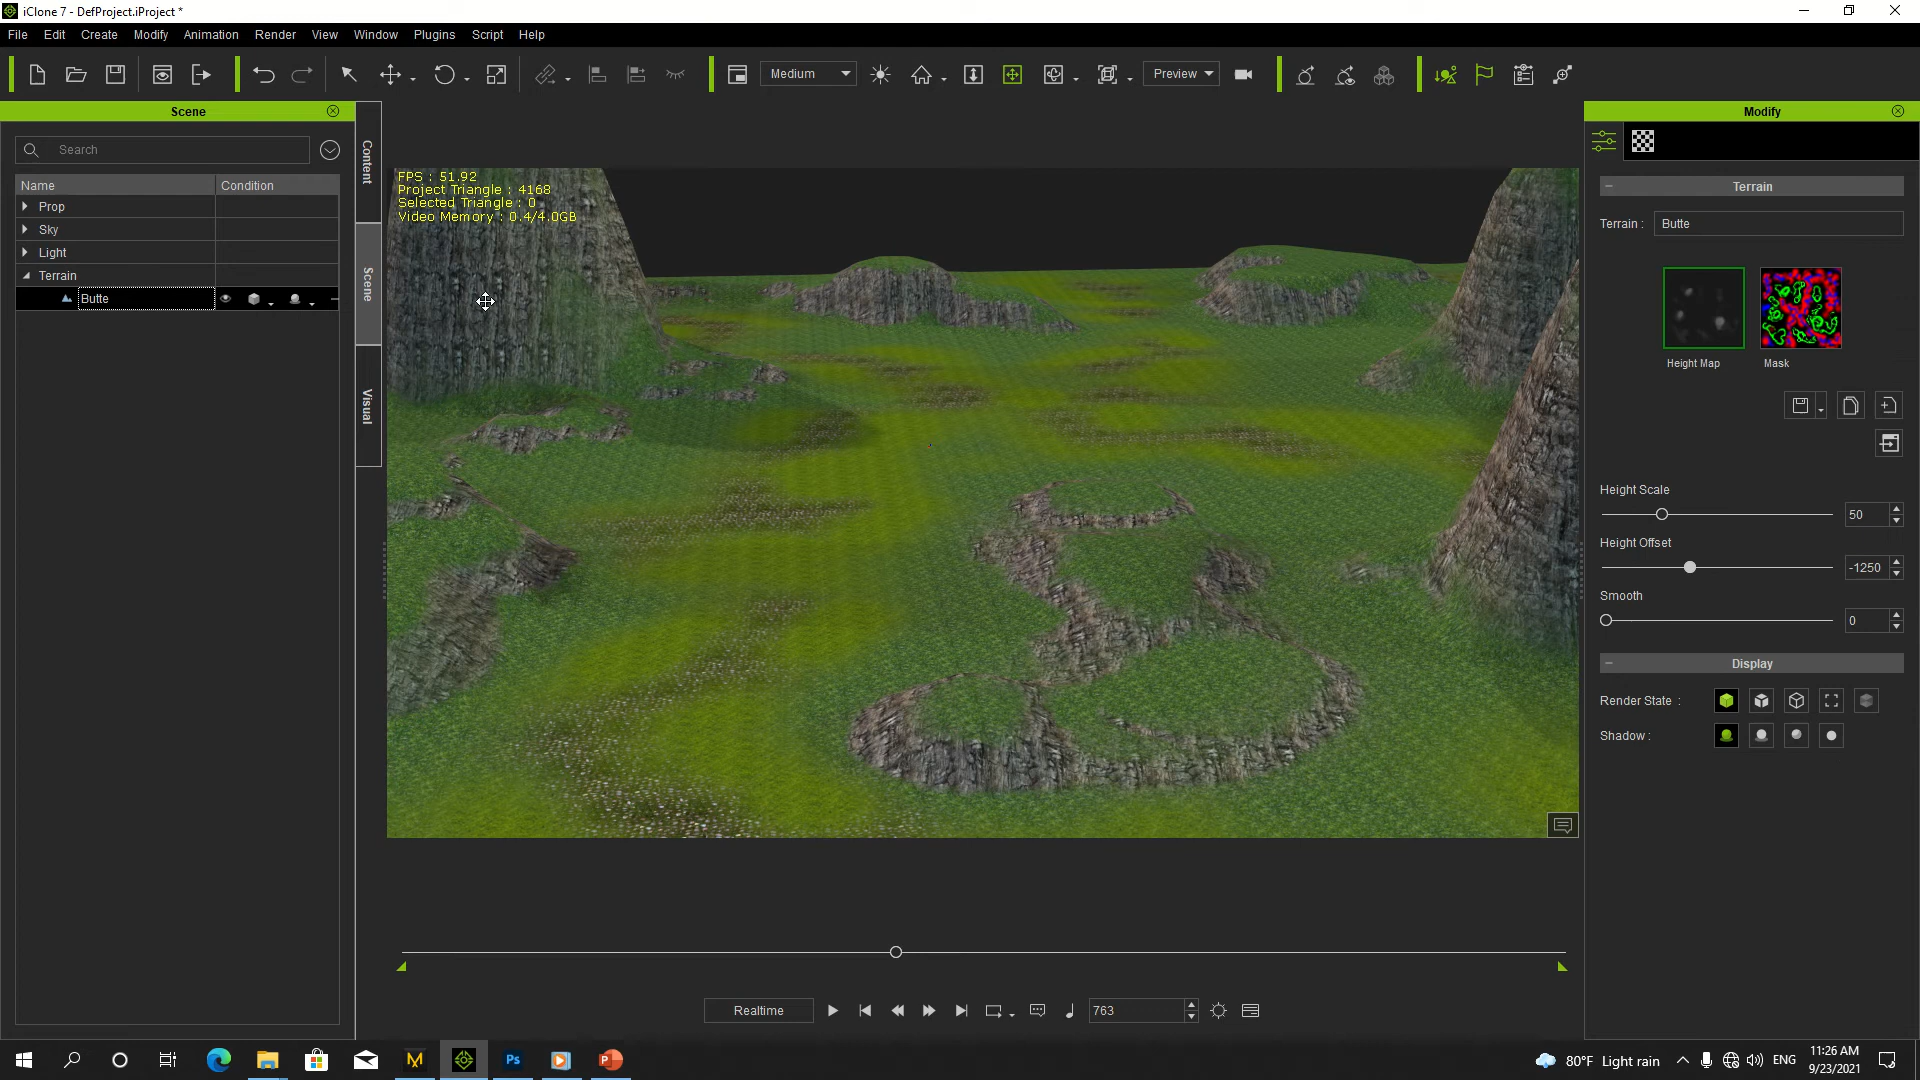 iClone 7 - DefProject.iProject *
File Edit Create Modify Animation Render View Window Plugins Script Help
Medium
Preview
Scene
Search
Name Condition
Prop
Sky
Light
Terrain
Butte
Content
Scene
Visual
FPS : 51.92
Project Triangle : 4168
Selected Triangle : 0
Video Memory : 0.4/4.0GB
Modify
Terrain
Terrain : Butte
Height Map Mask
Height Scale
50
Height Offset
-1250
Smooth
0
Display
Render State :
Shadow :
Realtime
763
M
Ps
P
80°F Light rain
ENG
11:26 AM
9/23/2021